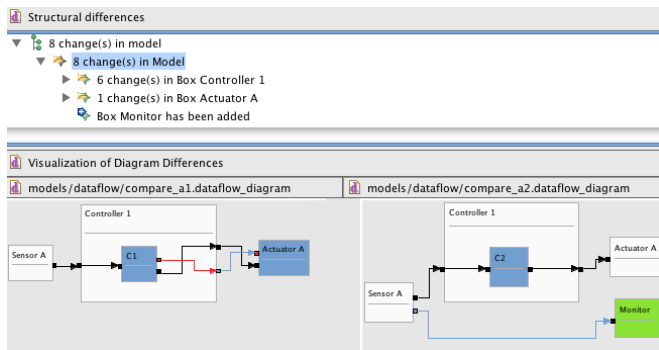 Structural differences
8 change(s) in model
8 change(s) in Model
6 change(s) in Box Controller 1
1 change(s) in Box Actuator A
Box Monitor has been added
Visualization of Diagram Differences
models/dataflow/compare_a1.dataflow_diagram
models/dataflow/compare_a2.dataflow_diagram
Controller 1
Sensor A
C1
Actuator A
Controller 1
C2
Actuator A
Sensor A
Monitor